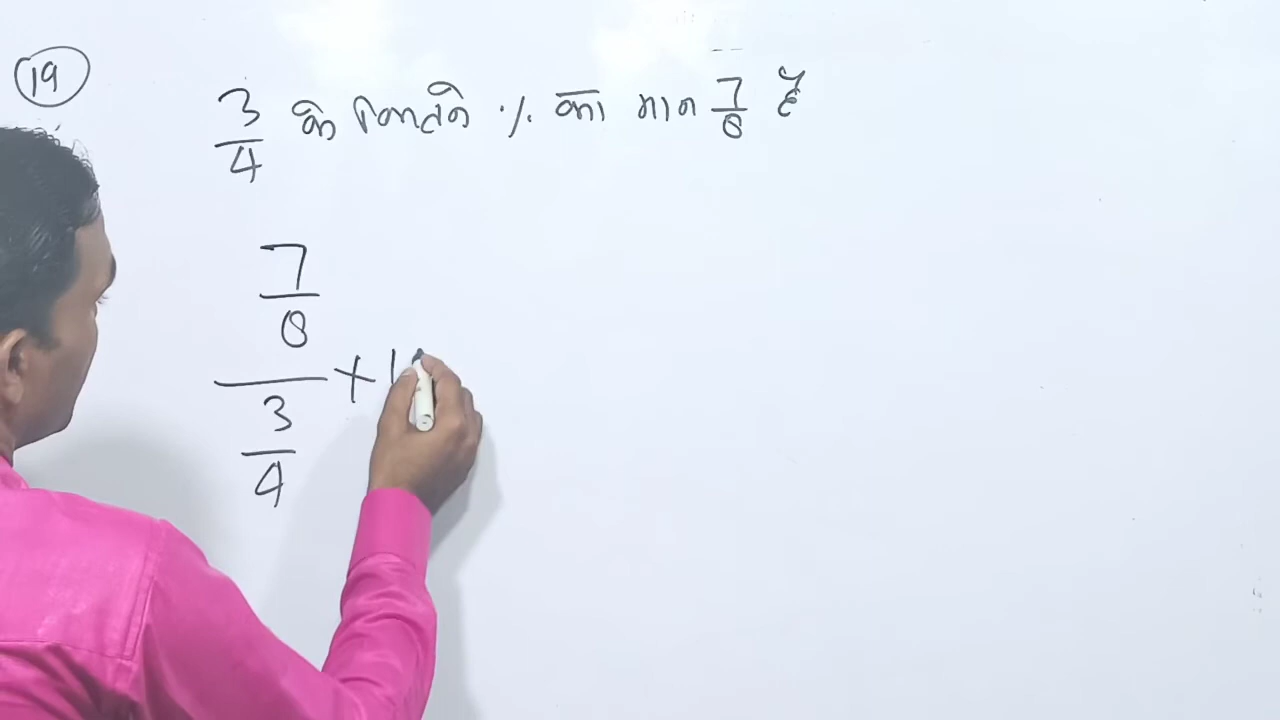 19
3/4 के कितने % का मान 7/8 है
7/8
3/4 × 1